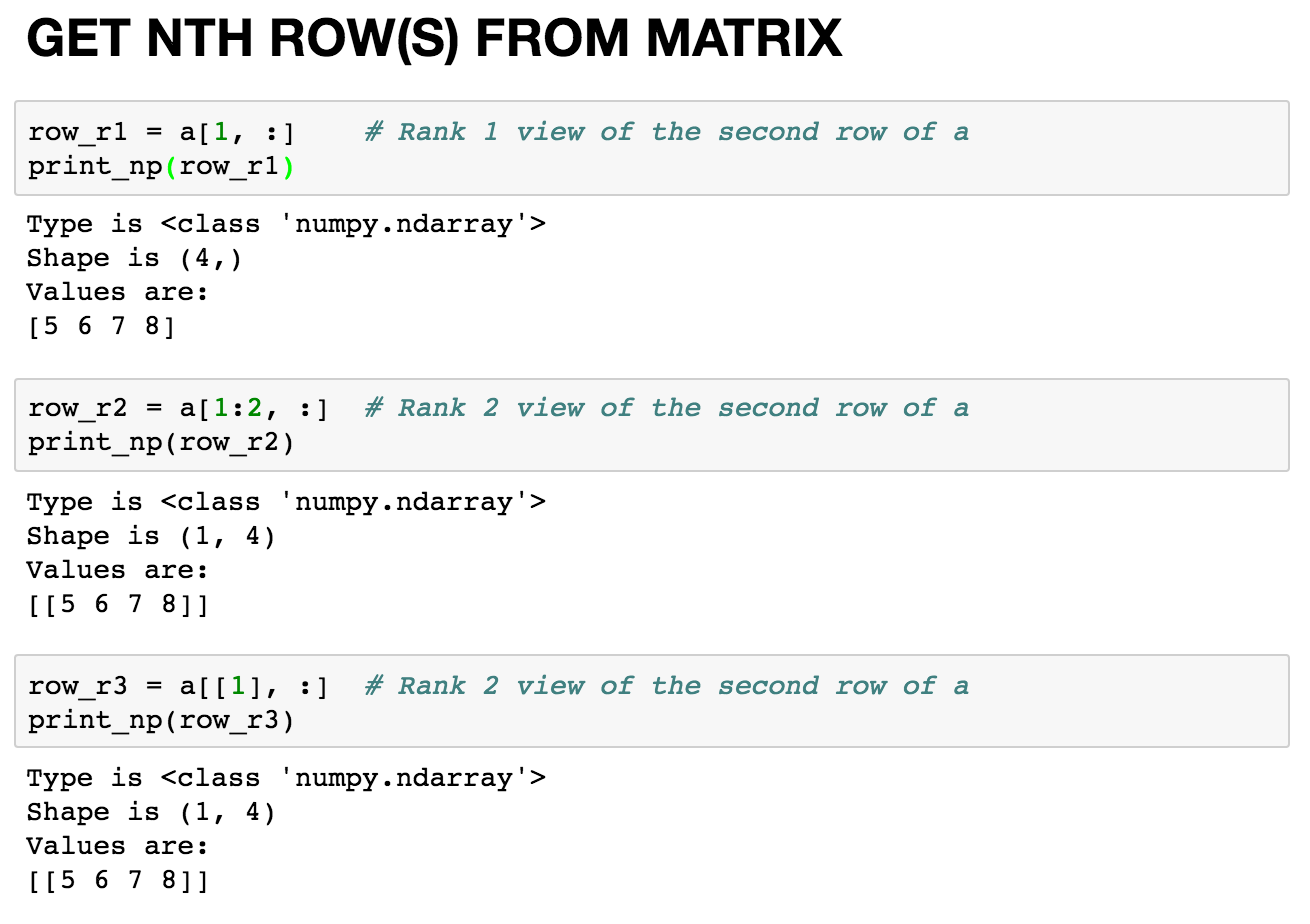 GET NTH ROW(S) FROM MATRIX
row_r1 = a[1, :]    # Rank 1 view of the second row of a
print_np(row_r1)
Type is <class 'numpy.ndarray'>
Shape is (4,)
Values are:
[5 6 7 8]
row_r2 = a[1:2, :]  # Rank 2 view of the second row of a
print_np(row_r2)
Type is <class 'numpy.ndarray'>
Shape is (1, 4)
Values are:
[[5 6 7 8]]
row_r3 = a[[1], :]  # Rank 2 view of the second row of a
print_np(row_r3)
Type is <class 'numpy.ndarray'>
Shape is (1, 4)
Values are:
[[5 6 7 8]]